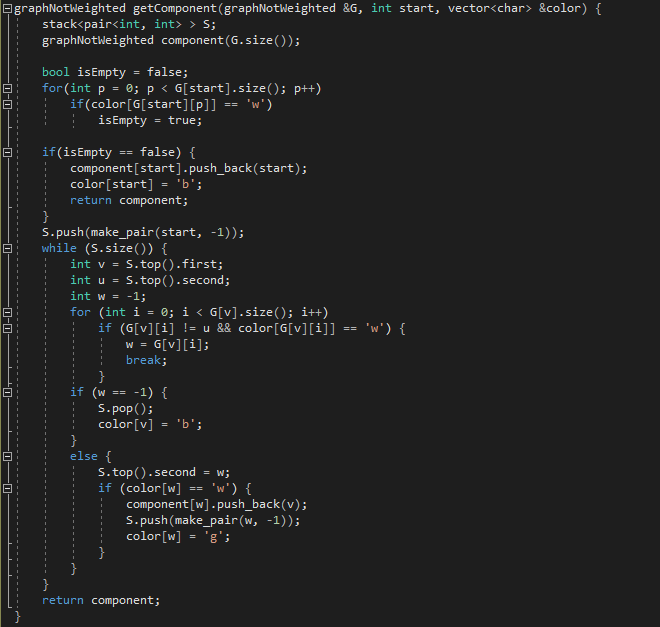 graphNotWeighted getComponent(graphNotWeighted &G, int start, vector<char> &color) {
    stack<pair<int, int> > S;
    graphNotWeighted component(G.size());

    bool isEmpty = false;
    for(int p = 0; p < G[start].size(); p++)
        if(color[G[start][p]] == 'w')
            isEmpty = true;

    if(isEmpty == false) {
        component[start].push_back(start);
        color[start] = 'b';
        return component;
    }
    S.push(make_pair(start, -1));
    while (S.size()) {
        int v = S.top().first;
        int u = S.top().second;
        int w = -1;
        for (int i = 0; i < G[v].size(); i++)
            if (G[v][i] != u && color[G[v][i]] == 'w') {
                w = G[v][i];
                break;
            }
        if (w == -1) {
            S.pop();
            color[v] = 'b';
        }
        else {
            S.top().second = w;
            if (color[w] == 'w') {
                component[w].push_back(v);
                S.push(make_pair(w, -1));
                color[w] = 'g';
            }
        }
    }
    return component;
}